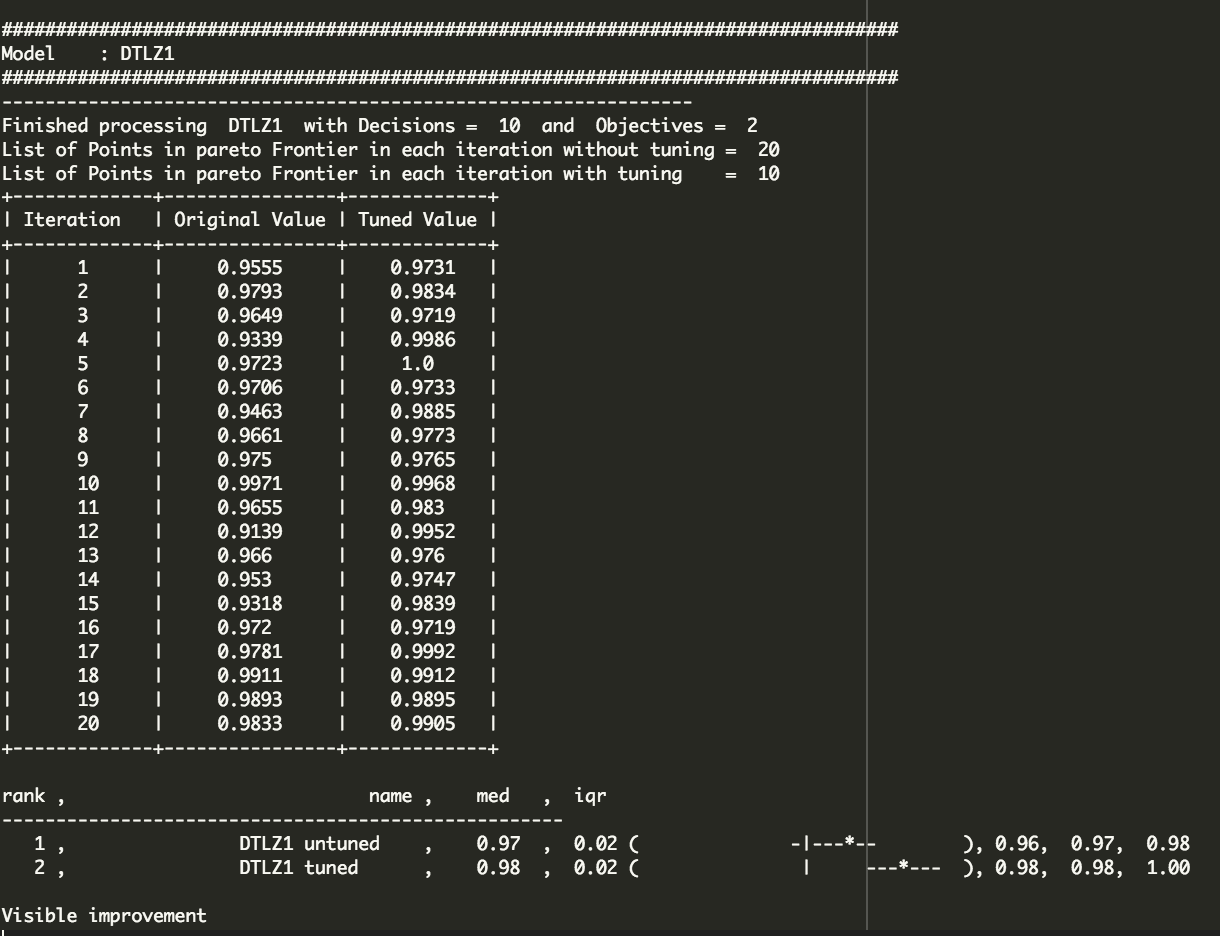 ###################################################################################
Model    : DTLZ1
###################################################################################
----------------------------------------------------------------
Finished processing  DTLZ1  with Decisions =  10  and  Objectives =  2
List of Points in pareto Frontier in each iteration without tuning =  20
List of Points in pareto Frontier in each iteration with tuning    =  10
+-------------+----------------+-------------+
| Iteration   | Original Value | Tuned Value |
+-------------+----------------+-------------+
|      1      |     0.9555     |    0.9731   |
|      2      |     0.9793     |    0.9834   |
|      3      |     0.9649     |    0.9719   |
|      4      |     0.9339     |    0.9986   |
|      5      |     0.9723     |     1.0     |
|      6      |     0.9706     |    0.9733   |
|      7      |     0.9463     |    0.9885   |
|      8      |     0.9661     |    0.9773   |
|      9      |     0.975      |    0.9765   |
|      10     |     0.9971     |    0.9968   |
|      11     |     0.9655     |    0.983    |
|      12     |     0.9139     |    0.9952   |
|      13     |     0.966      |    0.976    |
|      14     |     0.953      |    0.9747   |
|      15     |     0.9318     |    0.9839   |
|      16     |     0.972      |    0.9719   |
|      17     |     0.9781     |    0.9992   |
|      18     |     0.9911     |    0.9912   |
|      19     |     0.9893     |    0.9895   |
|      20     |     0.9833     |    0.9905   |
+-------------+----------------+-------------+
rank ,                            name ,    med   ,  iqr
----------------------------------------------------
   1 ,                DTLZ1 untuned    ,    0.97  ,  0.02 (              -|---*--        ), 0.96,  0.97,  0.98
   2 ,                DTLZ1 tuned      ,    0.98  ,  0.02 (               |     ---*---  ), 0.98,  0.98,  1.00
Visible improvement